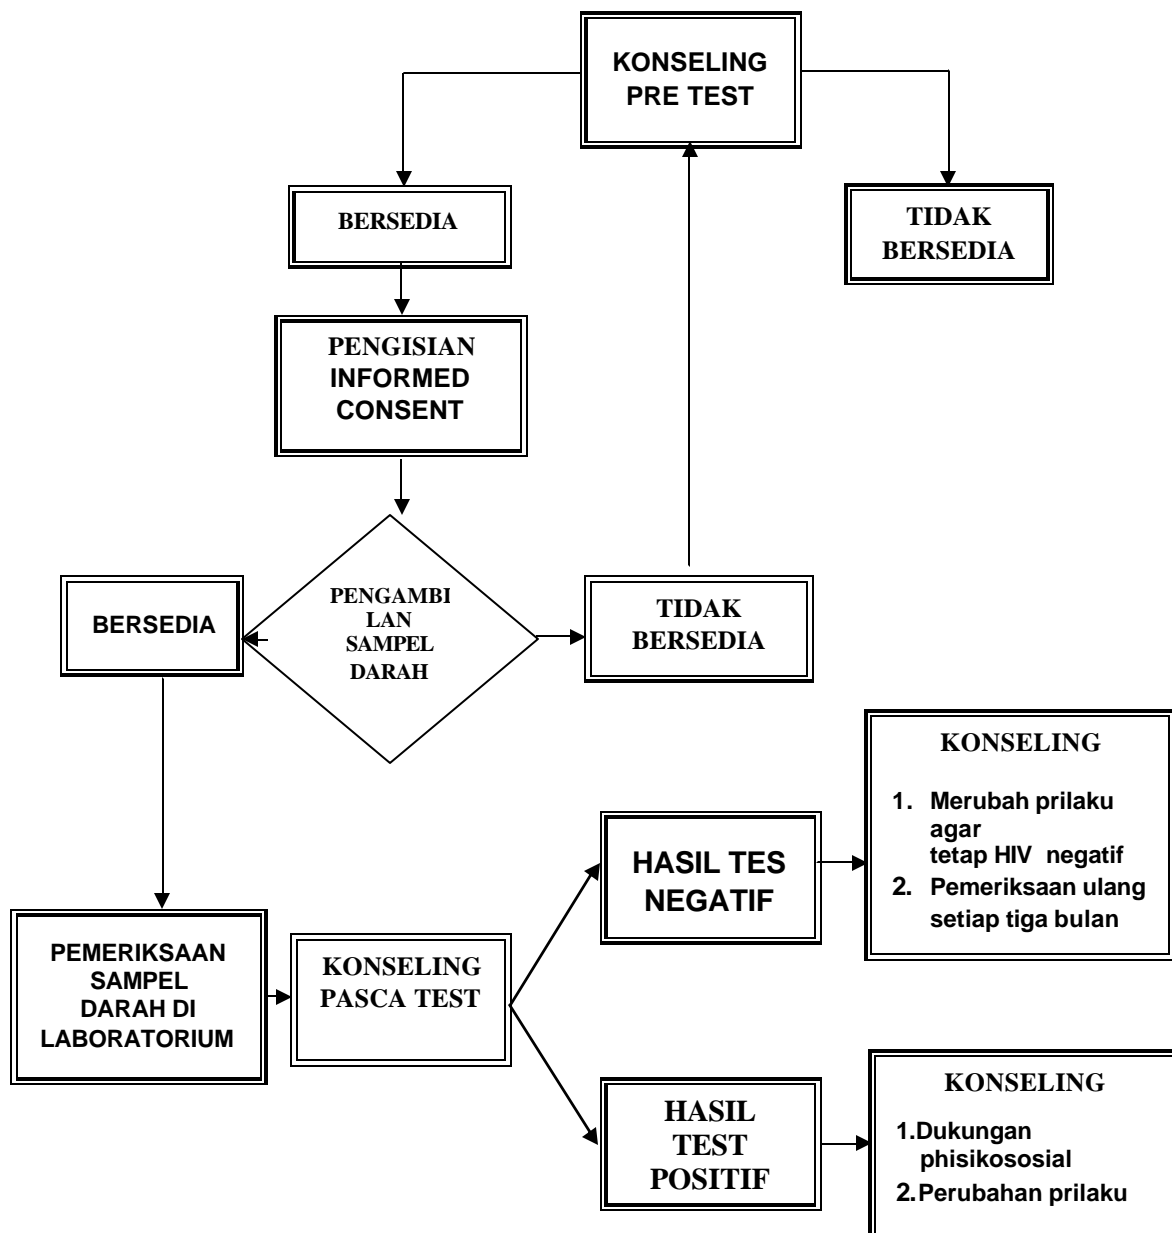 KONSELING
PRE TEST
BERSEDIA
TIDAK
BERSEDIA
PENGISIAN
INFORMED
CONSENT
PENGAMBI
LAN
SAMPEL
DARAH
BERSEDIA
TIDAK
BERSEDIA
KONSELING
1. Merubah prilaku
agar
tetap HIV negatif
2. Pemeriksaan ulang
setiap tiga bulan
HASIL TES
NEGATIF
PEMERIKSAAN
SAMPEL
DARAH DI
LABORATORIUM
KONSELING
PASCA TEST
HASIL
TEST
POSITIF
KONSELING
1.Dukungan
phisikososial
2.Perubahan prilaku